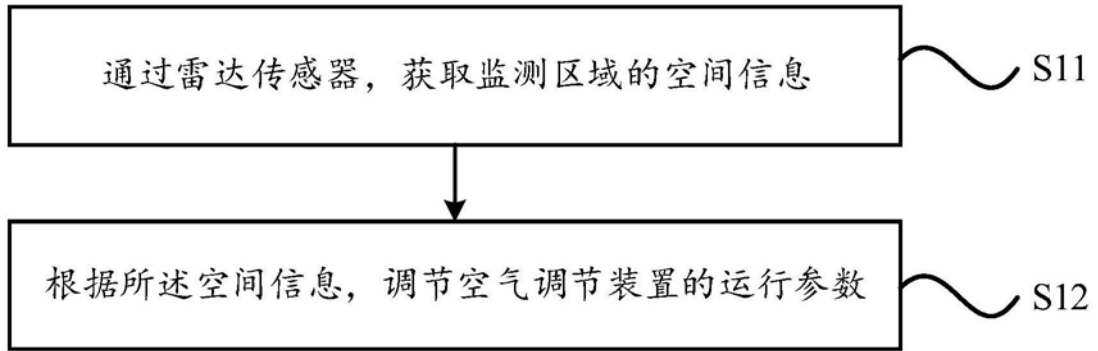 通过雷达传感器，获取监测区域的空间信息
S11
根据所述空间信息，调节空气调节装置的运行参数
S12